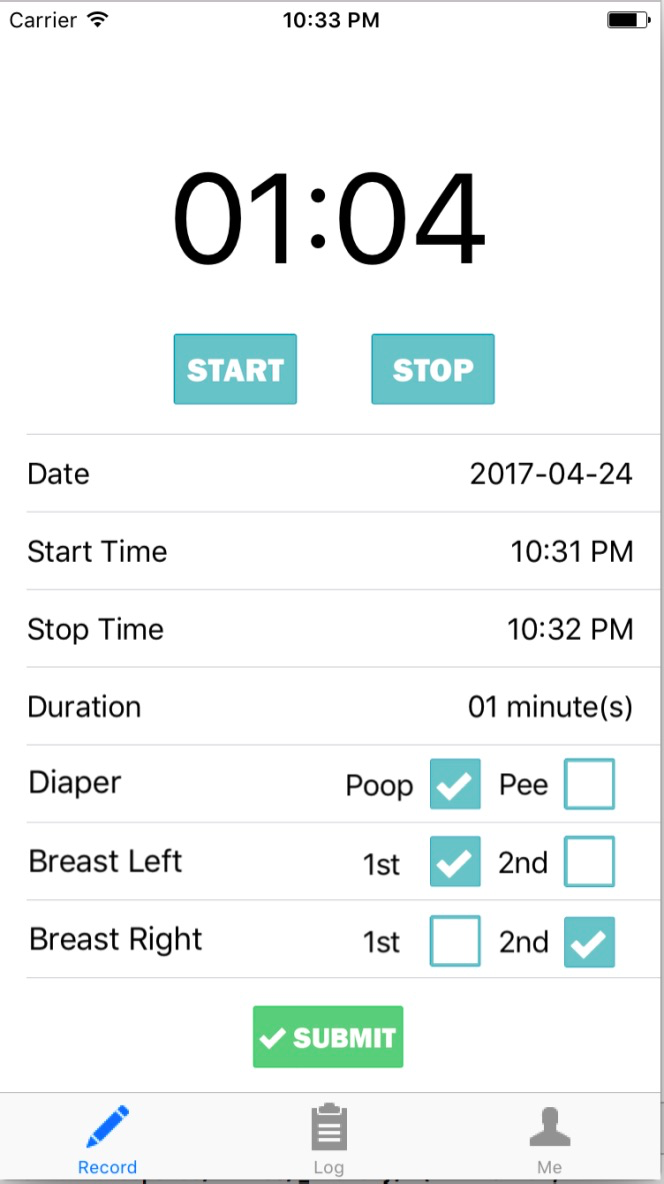 Carrier 10:33 PM
01:04
START STOP
Date 2017-04-24
Start Time 10:31 PM
Stop Time 10:32 PM
Duration 01 minute(s)
Diaper Poop Pee
Breast Left 1st 2nd
Breast Right 1st 2nd
SUBMIT
Record Log Me